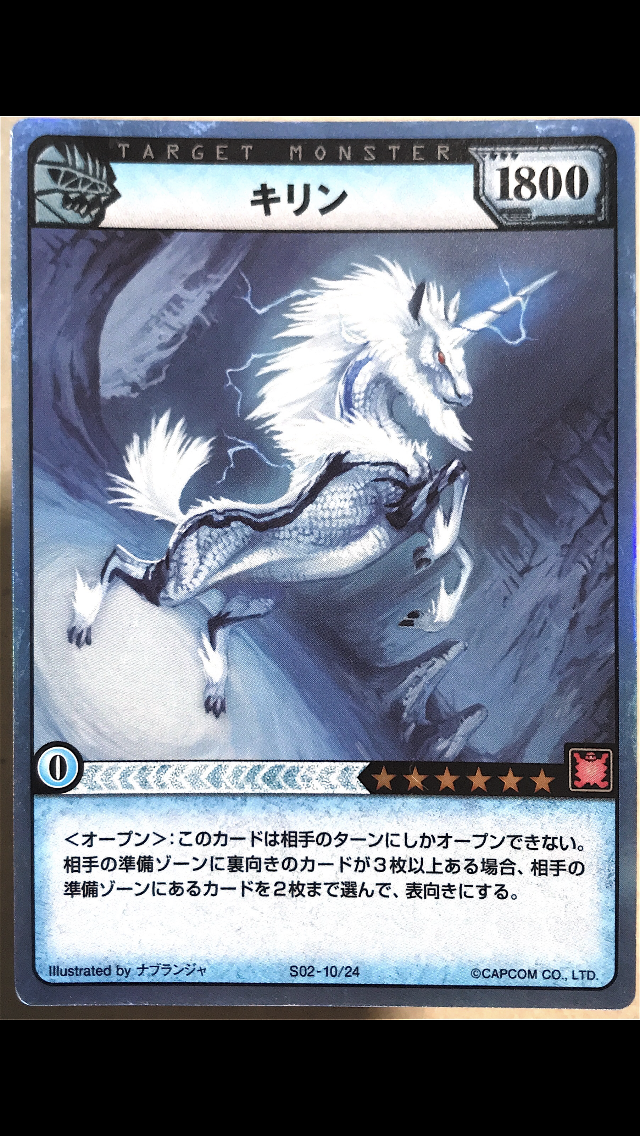 TARGET MONSTER
キリン
1800
0
＜オープン＞：このカードは相手のターンにしかオープンできない。
相手の準備ゾーンに裏向きのカードが３枚以上ある場合、相手の
準備ゾーンにあるカードを２枚まで選んで、表向きにする。
Illustrated by ナブランジャ
S02-10/24
©CAPCOM CO., LTD.